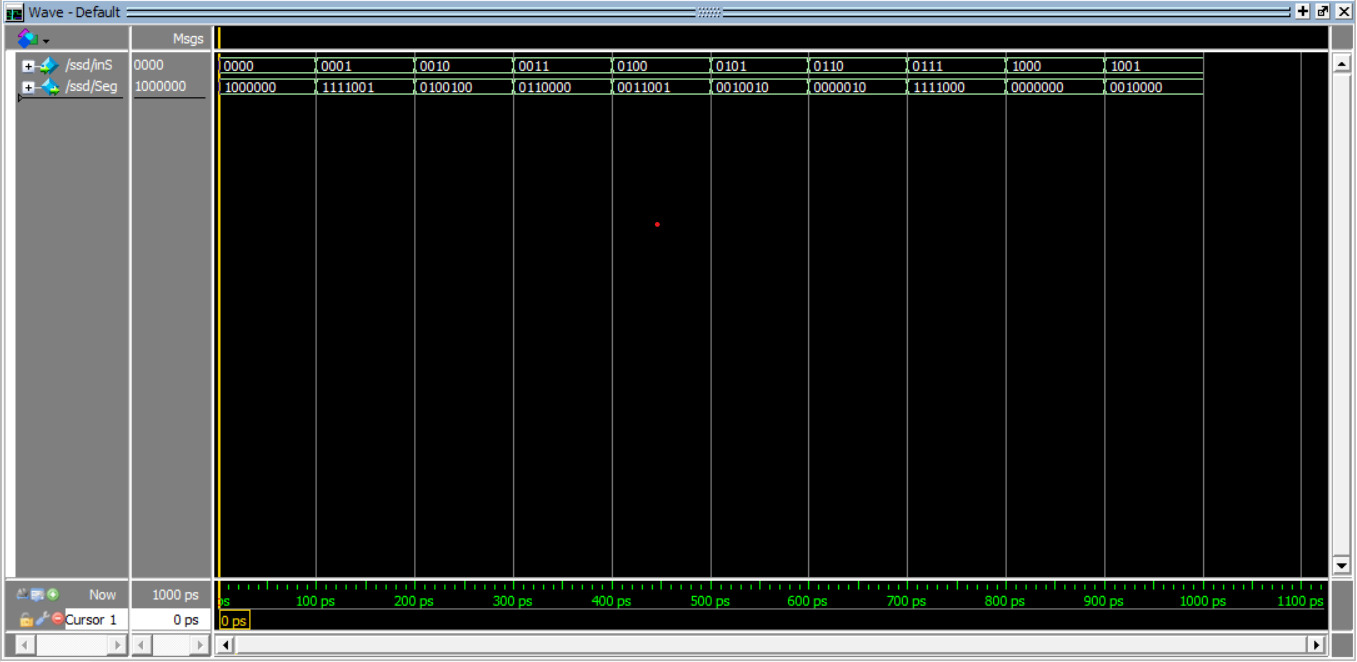 Wave - Default
Msgs
/ssd/inS 0000 0000 0001 0010 0011 0100 0101 0110 0111 1000 1001
/ssd/Seg 1000000 1000000 1111001 0100100 0110000 0011001 0010010 0000010 1111000 0000000 0010000
Now 1000 ps ps 100 ps 200 ps 300 ps 400 ps 500 ps 600 ps 700 ps 800 ps 900 ps 1000 ps 1100 ps
Cursor 1 0 ps 0 ps